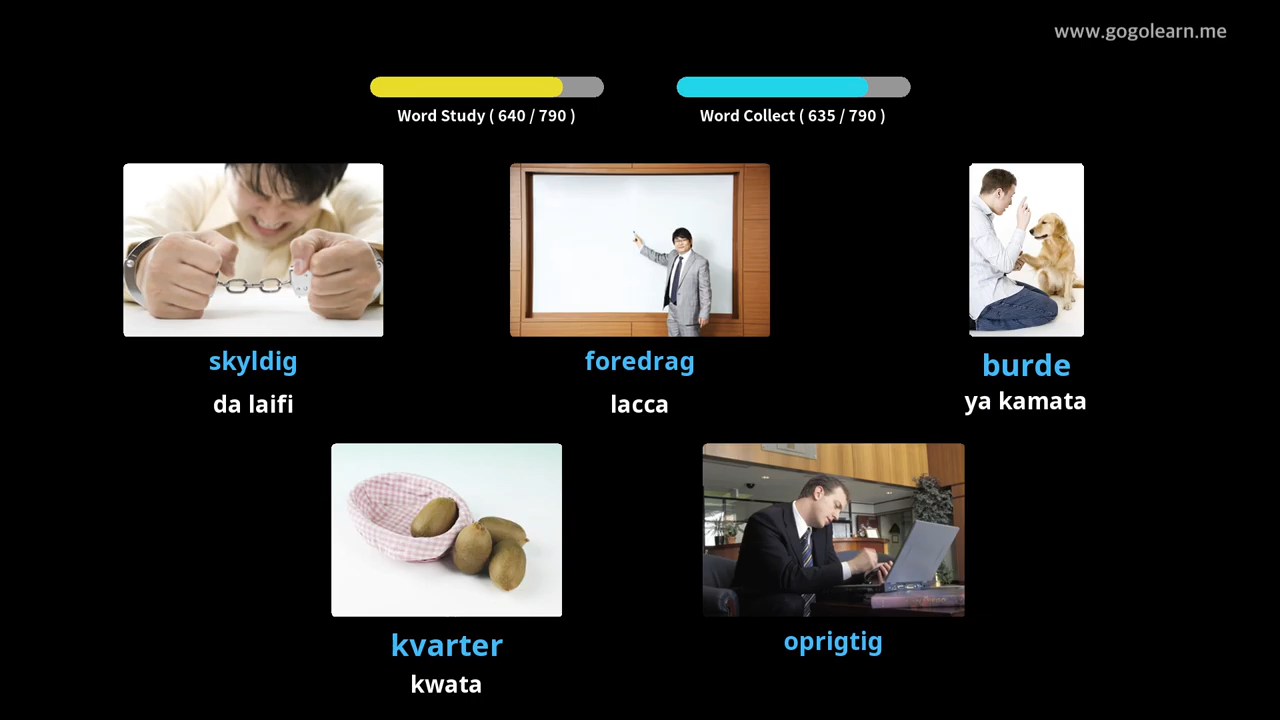 www.gogolearn.me
Word Study ( 640 / 790 )
Word Collect ( 635 / 790 )
skyldig
da laifi
foredrag
lacca
burde
ya kamata
kvarter
kwata
oprigtig